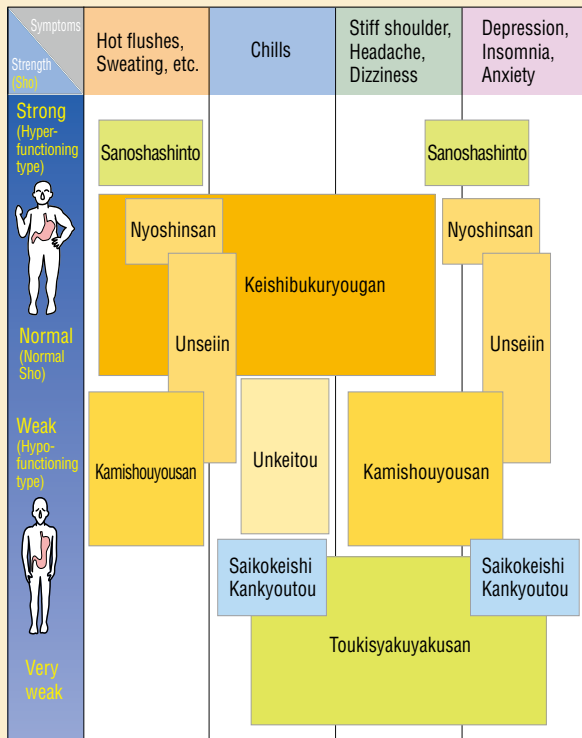 Symptoms
Strength
(Sho)
Hot flushes,
Sweating, etc.
Chills
Stiff shoulder,
Headache,
Dizziness
Depression,
Insomnia,
Anxiety
Strong
(Hyper-
functioning
type)
Normal
(Normal
Sho)
Weak
(Hypo-
functioning
type)
Very
weak
Sanoshashinto
Sanoshashinto
Nyoshinsan
Nyoshinsan
Keishibukuryougan
Unseiin
Unseiin
Kamishouyousan
Unkeitou
Kamishouyousan
Saikokeishi
Kankyoutou
Saikokeishi
Kankyoutou
Toukisyakuyakusan